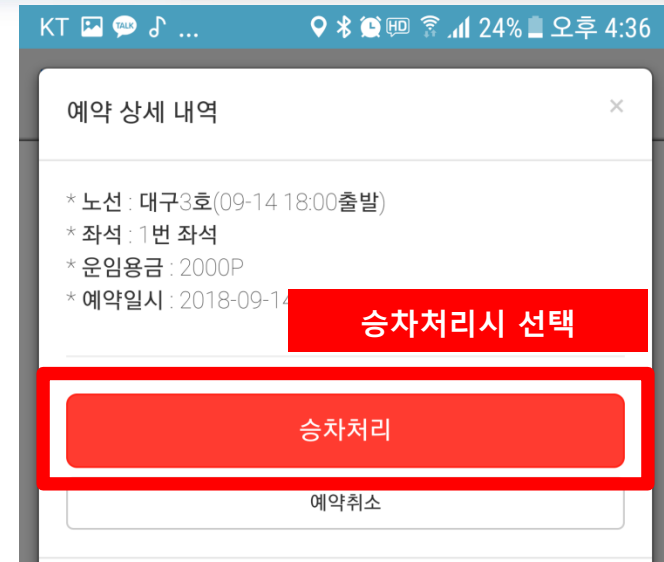 KT TALK ... HD 24% 오후 4:36
예약 상세 내역 ×
* 노선 : 대구3호(09-14 18:00출발)
* 좌석 : 1번 좌석
* 운임용금 : 2000P
* 예약일시 : 2018-09-14
승차처리시 선택
승차처리
예약취소